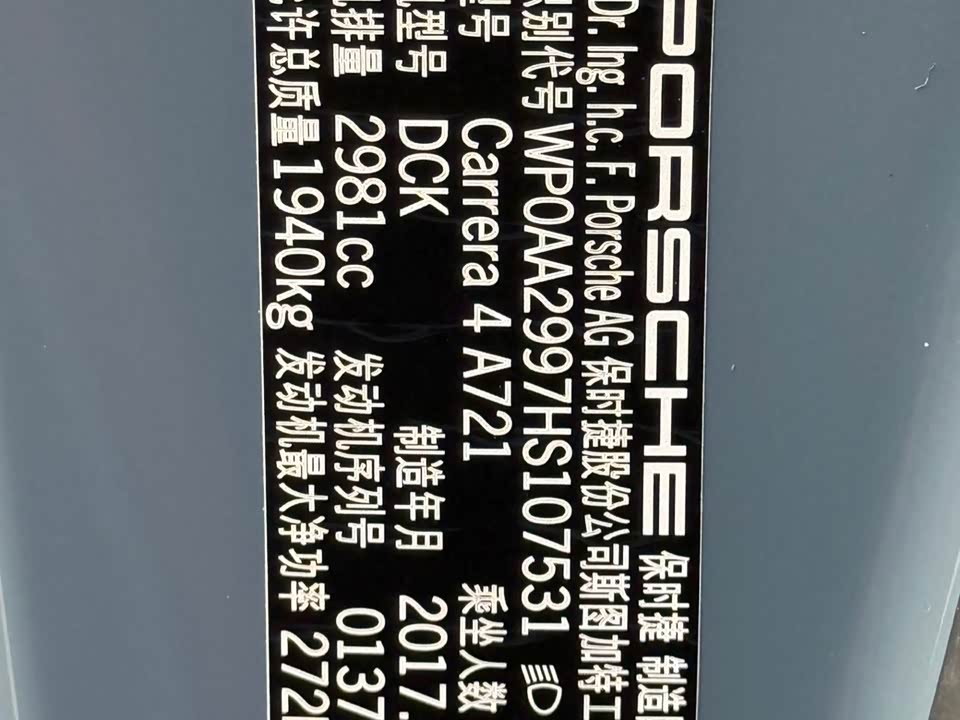 PORSCHE 保时捷 制造
Dr. Ing. h.c. F. Porsche AG 保时捷股份公司斯图加特工
识别代号 WP0AA2997HS107531
型号 Carrera 4 A721 乘坐人数
机型号 DCK 制造年月 2017.
排量 2981cc 发动机序列号 0137
允许总质量 1940kg 发动机最大净功率 272